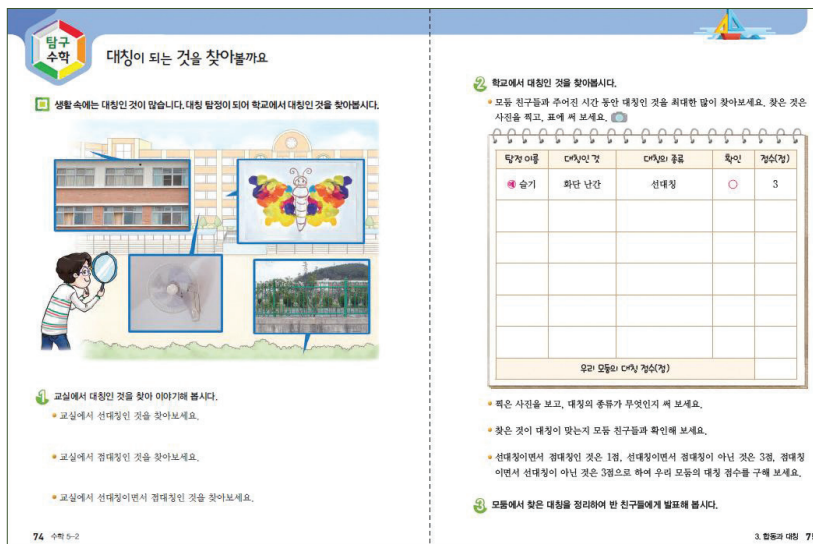 탐구
수학
대칭이 되는 것을 찾아볼까요
생활 속에는 대칭인 것이 많습니다. 대칭 탐정이 되어 학교에서 대칭인 것을 찾아봅시다.
1 교실에서 대칭인 것을 찾아 이야기해 봅시다.
교실에서 선대칭인 것을 찾아보세요.
교실에서 점대칭인 것을 찾아보세요.
교실에서 선대칭이면서 점대칭인 것을 찾아보세요.
74 수학 5-2
2 학교에서 대칭인 것을 찾아봅시다.
모둠 친구들과 주어진 시간 동안 대칭인 것을 최대한 많이 찾아보세요. 찾은 것은
사진을 찍고, 표에 써 보세요.
탐정 이름 대칭인 것 대칭의 종류 확인 점수(점)
예 슬기 화단 난간 선대칭 ○ 3
우리 모둠의 대칭 점수(점)
찍은 사진을 보고, 대칭의 종류가 무엇인지 써 보세요.
찾은 것이 대칭이 맞는지 모둠 친구들과 확인해 보세요.
선대칭이면서 점대칭인 것은 1점, 선대칭이면서 점대칭이 아닌 것은 3점, 점대칭
이면서 선대칭이 아닌 것은 3점으로 하여 우리 모둠의 대칭 점수를 구해 보세요.
3 모둠에서 찾은 대칭을 정리하여 반 친구들에게 발표해 봅시다.
3. 합동과 대칭